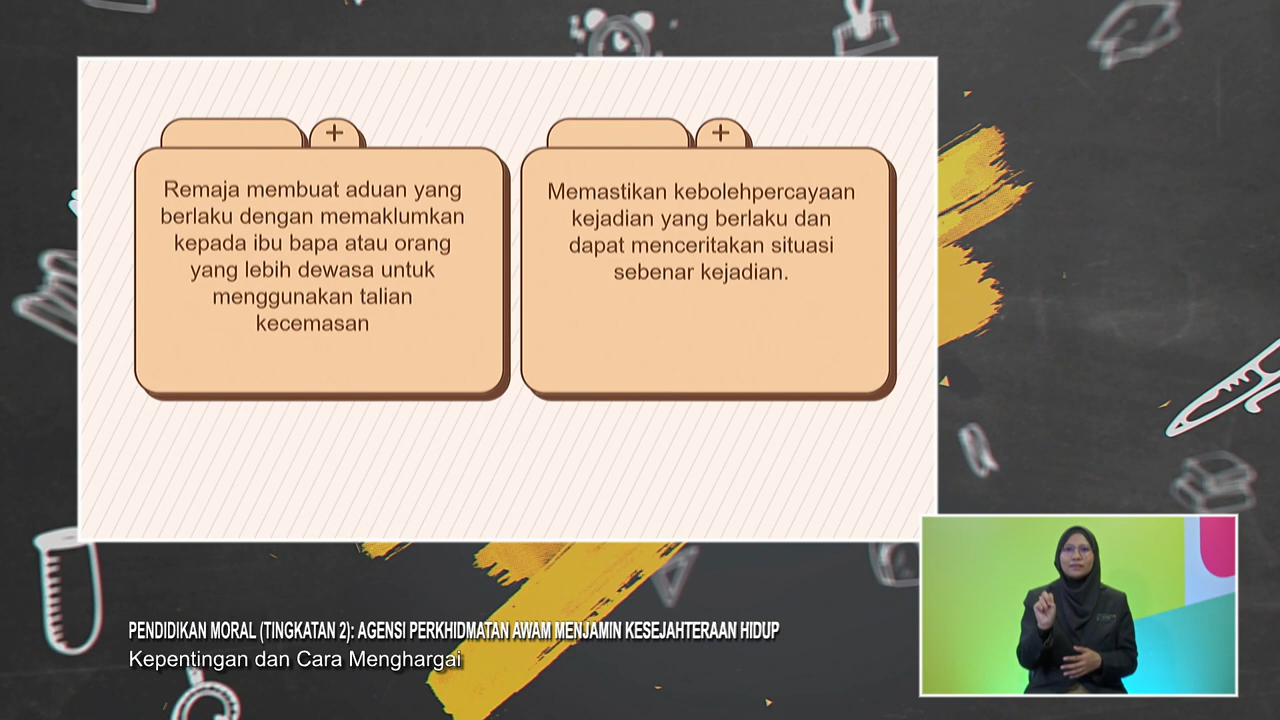 Remaja membuat aduan yang
berlaku dengan memaklumkan
kepada ibu bapa atau orang
yang lebih dewasa untuk
menggunakan talian
kecemasan
Memastikan kebolehpercayaan
kejadian yang berlaku dan
dapat menceritakan situasi
sebenar kejadian.
PENDIDIKAN MORAL (TINGKATAN 2): AGENSI PERKHIDMATAN AWAM MENJAMIN KESEJAHTERAAN HIDUP
Kepentingan dan Cara Menghargai